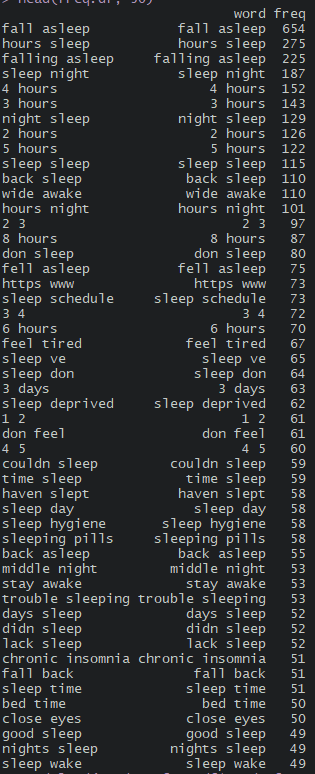 > head(freq.df, 50)
word freq
fall asleep fall asleep 654
hours sleep hours sleep 275
falling asleep falling asleep 225
sleep night sleep night 187
4 hours 4 hours 152
3 hours 3 hours 143
night sleep night sleep 129
2 hours 2 hours 126
5 hours 5 hours 122
sleep sleep sleep sleep 115
back sleep back sleep 110
wide awake wide awake 110
hours night hours night 101
2 3 2 3 97
8 hours 8 hours 87
don sleep don sleep 80
fell asleep fell asleep 75
https www https www 73
sleep schedule sleep schedule 73
3 4 3 4 72
6 hours 6 hours 70
feel tired feel tired 67
sleep ve sleep ve 65
sleep don sleep don 64
3 days 3 days 63
sleep deprived sleep deprived 62
1 2 1 2 61
don feel don feel 61
4 5 4 5 60
couldn sleep couldn sleep 59
time sleep time sleep 59
haven slept haven slept 58
sleep day sleep day 58
sleep hygiene sleep hygiene 58
sleeping pills sleeping pills 58
back asleep back asleep 55
middle night middle night 53
stay awake stay awake 53
trouble sleeping trouble sleeping 53
days sleep days sleep 52
didn sleep didn sleep 52
lack sleep lack sleep 52
chronic insomnia chronic insomnia 51
fall back fall back 51
sleep time sleep time 51
bed time bed time 50
close eyes close eyes 50
good sleep good sleep 49
nights sleep nights sleep 49
sleep wake sleep wake 49